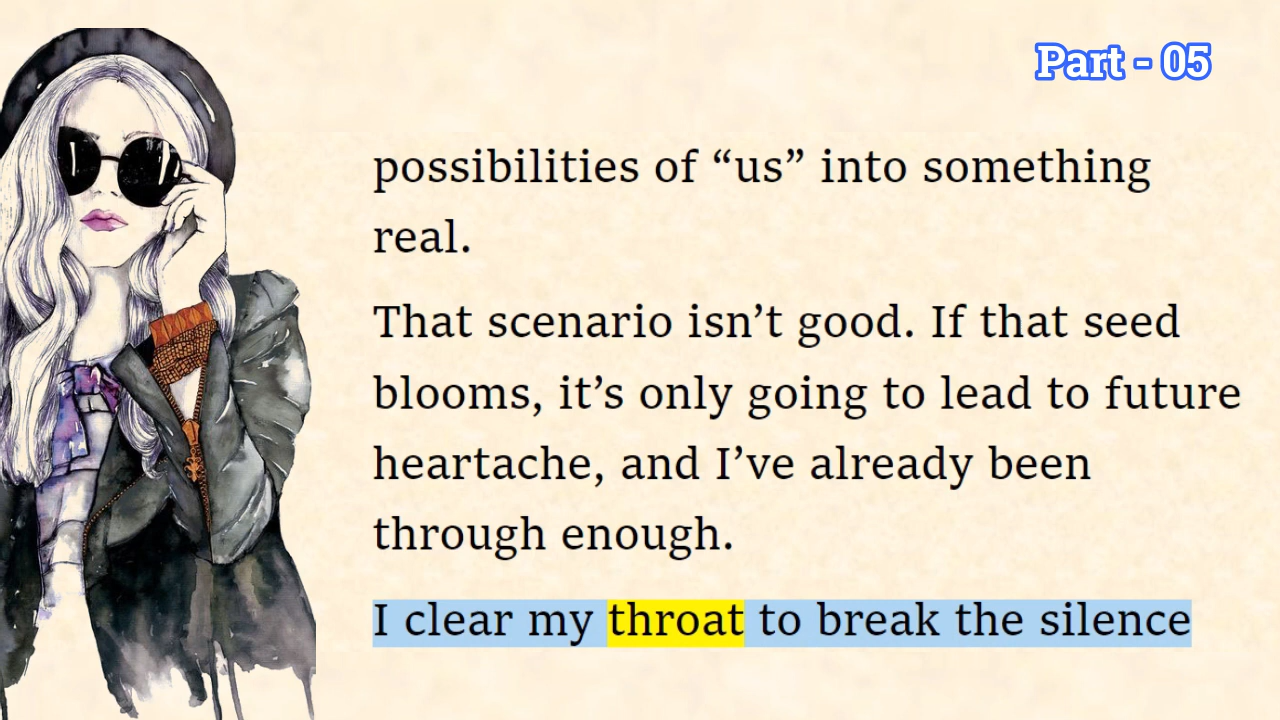 Part - 05
possibilities of “us” into something
real.
That scenario isn’t good. If that seed
blooms, it’s only going to lead to future
heartache, and I’ve already been
through enough.
I clear my throat to break the silence